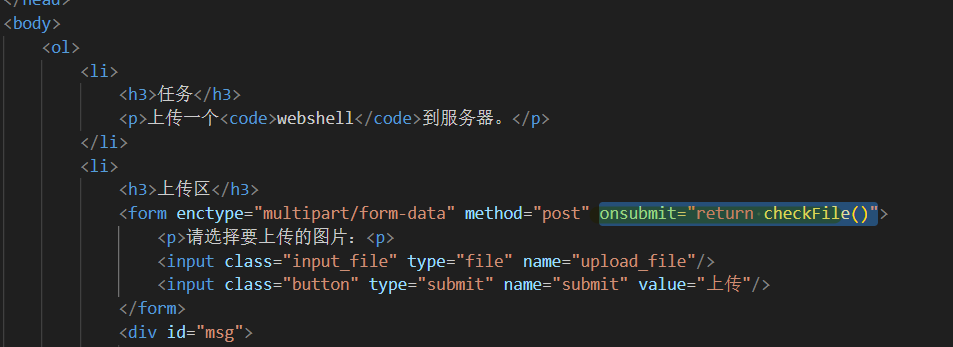 </head>
<body>
<ol>
<li>
<h3>任务</h3>
<p>上传一个<code>webshell</code>到服务器。</p>
</li>
<li>
<h3>上传区</h3>
<form enctype="multipart/form-data" method="post" onsubmit="return checkFile()">
<p>请选择要上传的图片：<p>
<input class="input_file" type="file" name="upload_file"/>
<input class="button" type="submit" name="submit" value="上传"/>
</form>
<div id="msg">